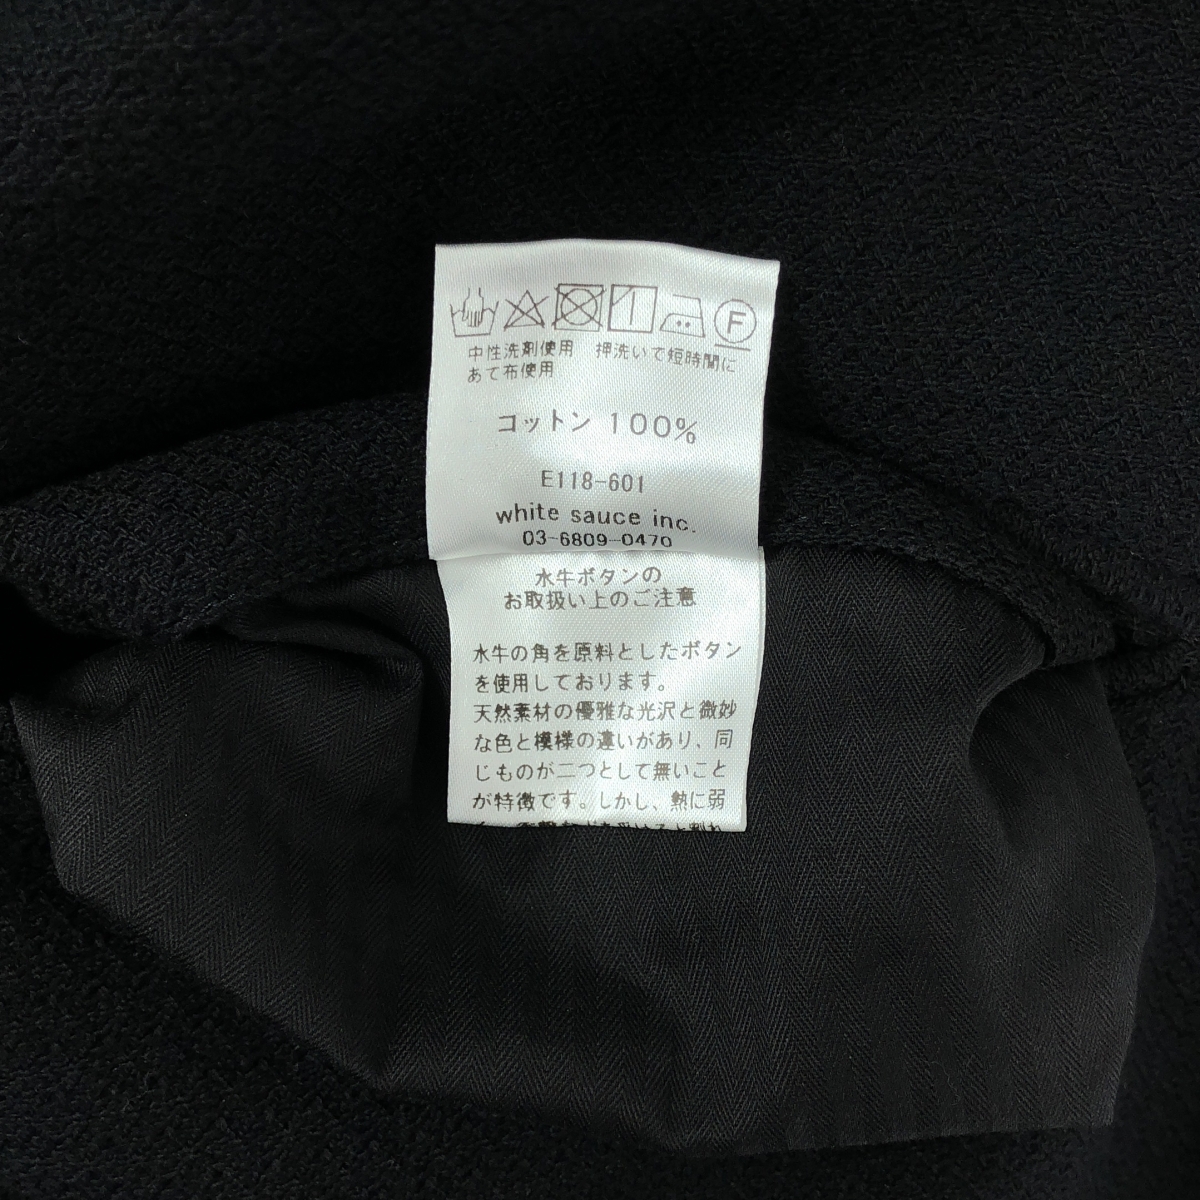 F
中性洗剤使用 押洗いで短時間に
あて布使用
コットン 100%
E118-601
white sauce inc.
03-6809-0470
水牛ボタンの
お取扱い上のご注意
水牛の角を原料としたボタン
を使用しております。
天然素材の優雅な光沢と微妙
な色と模様の違いがあり、同
じものが二つとして無いこと
が特徴です。しかし、熱に弱